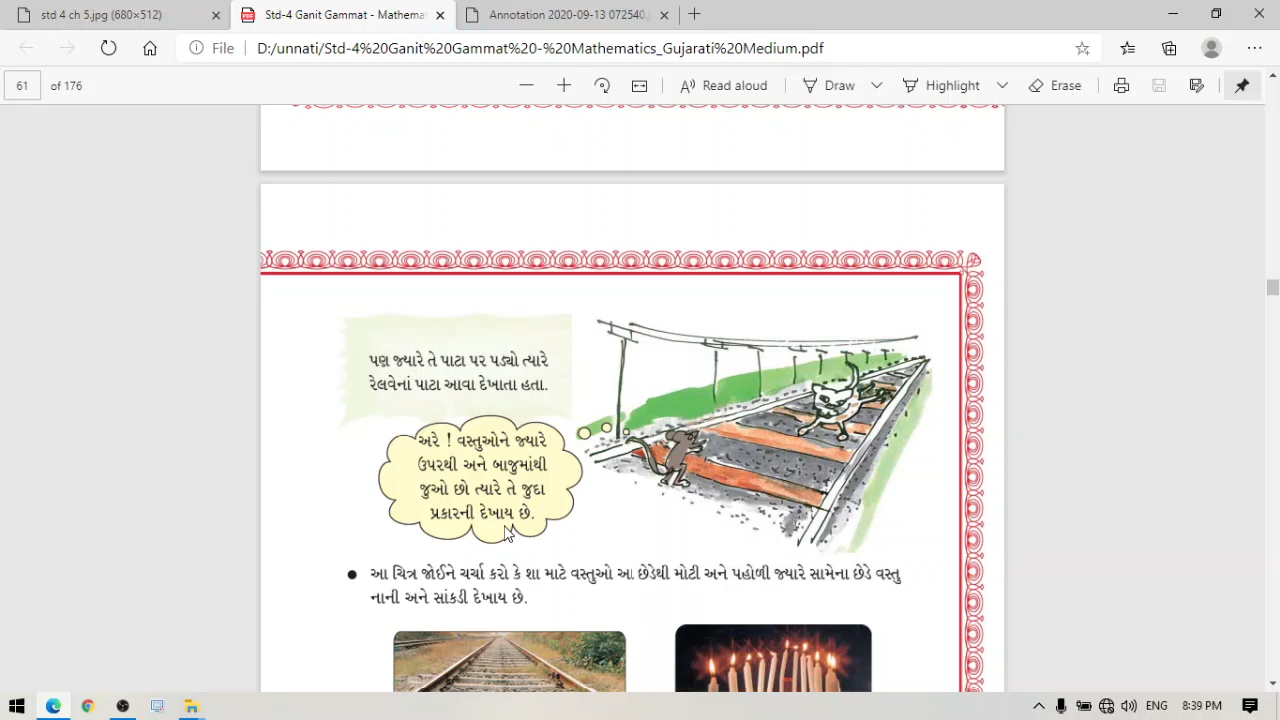 std 4 ch 5.jpg (680×512)
Std-4 Ganit Gammat - Mathemati
Annotation 2020-09-13 072540.j
File
D:/unnati/Std-4%20Ganit%20Gammat%20-%20Mathematics_Gujarati%20Medium.pdf
61 of 176
Read aloud
Draw
Highlight
Erase
પણ જ્યારે તે પાટા પર પડ્યો ત્યારે
રેલવેનાં પાટા આવા દેખાતા હતા.
અરે ! વસ્તુઓને જ્યારે
ઉપરથી અને બાજુમાંથી
જુઓ છો ત્યારે તે જુદા
પ્રકારની દેખાય છે.
● આ ચિત્ર જોઈને ચર્ચા કરો કે શા માટે વસ્તુઓ આ છેડેથી મોટી અને પહોળી જ્યારે સામેના છેડે વસ્તુ
નાની અને સાંકડી દેખાય છે.
ENG
8:39 PM